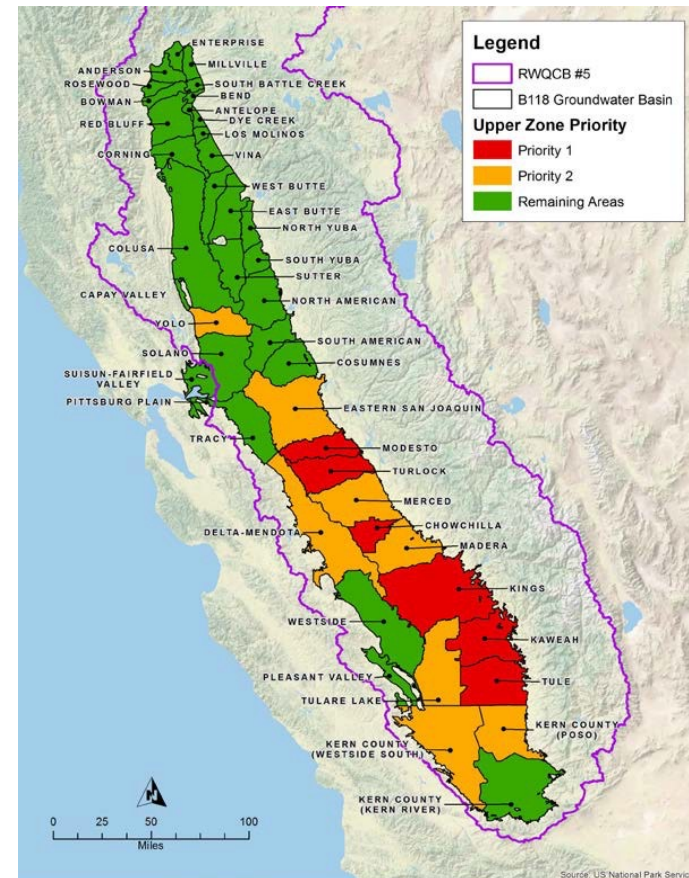 Legend
RWQCB #5
B118 Groundwater Basin
Upper Zone Priority
Priority 1
Priority 2
Remaining Areas
ENTERPRISE
MILLVILLE
ANDERSON
ROSEWOOD
SOUTH BATTLE CREEK
BEND
BOWMAN
ANTELOPE
DYE CREEK
RED BLUFF
LOS MOLINOS
CORNING
VINA
WEST BUTTE
EAST BUTTE
NORTH YUBA
COLUSA
SOUTH YUBA
SUTTER
CAPAY VALLEY
NORTH AMERICAN
YOLO
SOUTH AMERICAN
SOLANO
COSUMNES
SUISUN-FAIRFIELD
VALLEY
PITTSBURG PLAIN
EASTERN SAN JOAQUIN
TRACY
MODESTO
TURLOCK
MERCED
CHOWCHILLA
DELTA-MENDOTA
MADERA
KINGS
WESTSIDE
KAWEAH
PLEASANT VALLEY
TULE
TULARE LAKE
KERN COUNTY
(POSO)
KERN COUNTY
(WESTSIDE SOUTH)
KERN COUNTY
(KERN RIVER)
N
0 25 50 100
Miles
Source: US National Park Servic